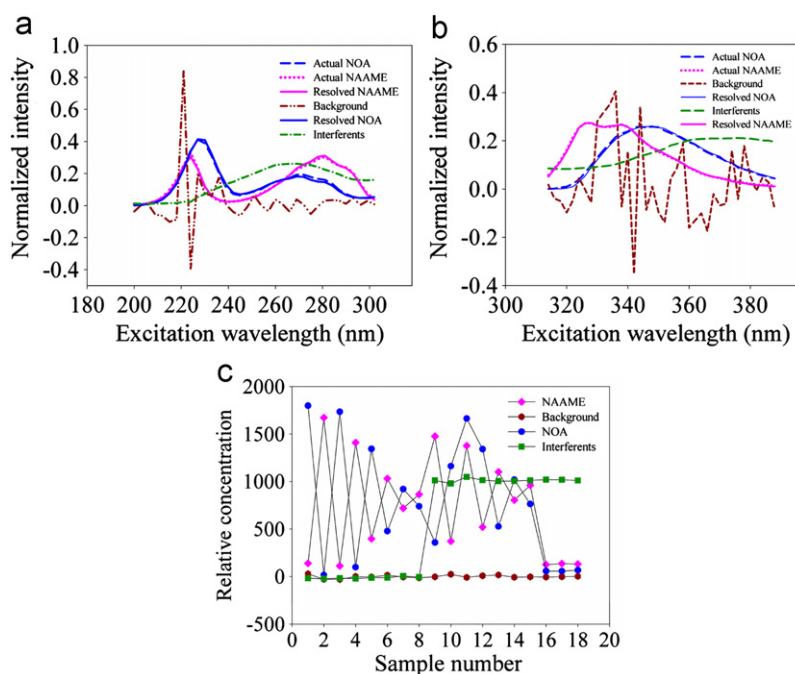 a
Normalized intensity
1.0
0.8
0.6
0.4
0.2
0.0
-0.2
-0.4
180 200 220 240 260 280 300
Excitation wavelength (nm)
Actual NOA
Actual NAAME
Resolved NAAME
Background
Resolved NOA
Interferents
b
Normalized intensity
0.6
0.4
0.2
0.0
-0.2
-0.4
300 320 340 360 380
Excitation wavelength (nm)
Actual NOA
Actual NAAME
Background
Resolved NOA
Interferents
Resolved NAAME
c
Relative concentration
2000
1500
1000
500
0
-500
0 2 4 6 8 10 12 14 16 18 20
Sample number
NAAME
Background
NOA
Interferents